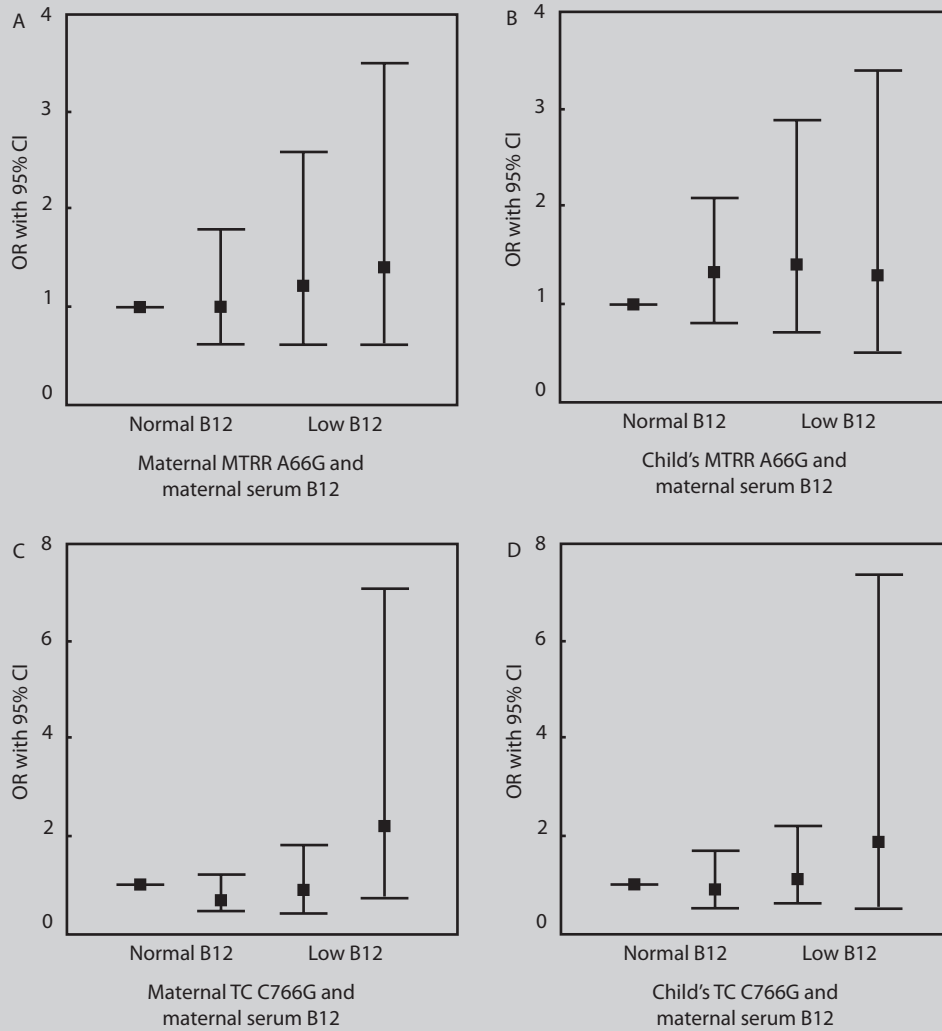 A
4
3
2
1
0
OR with 95% CI
Normal B12 Low B12
Maternal MTRR A66G and
maternal serum B12
B
4
3
2
1
0
OR with 95% CI
Normal B12 Low B12
Child's MTRR A66G and
maternal serum B12
C
8
6
4
2
0
OR with 95% CI
Normal B12 Low B12
Maternal TC C766G and
maternal serum B12
D
8
6
4
2
0
OR with 95% CI
Normal B12 Low B12
Child's TC C766G and
maternal serum B12